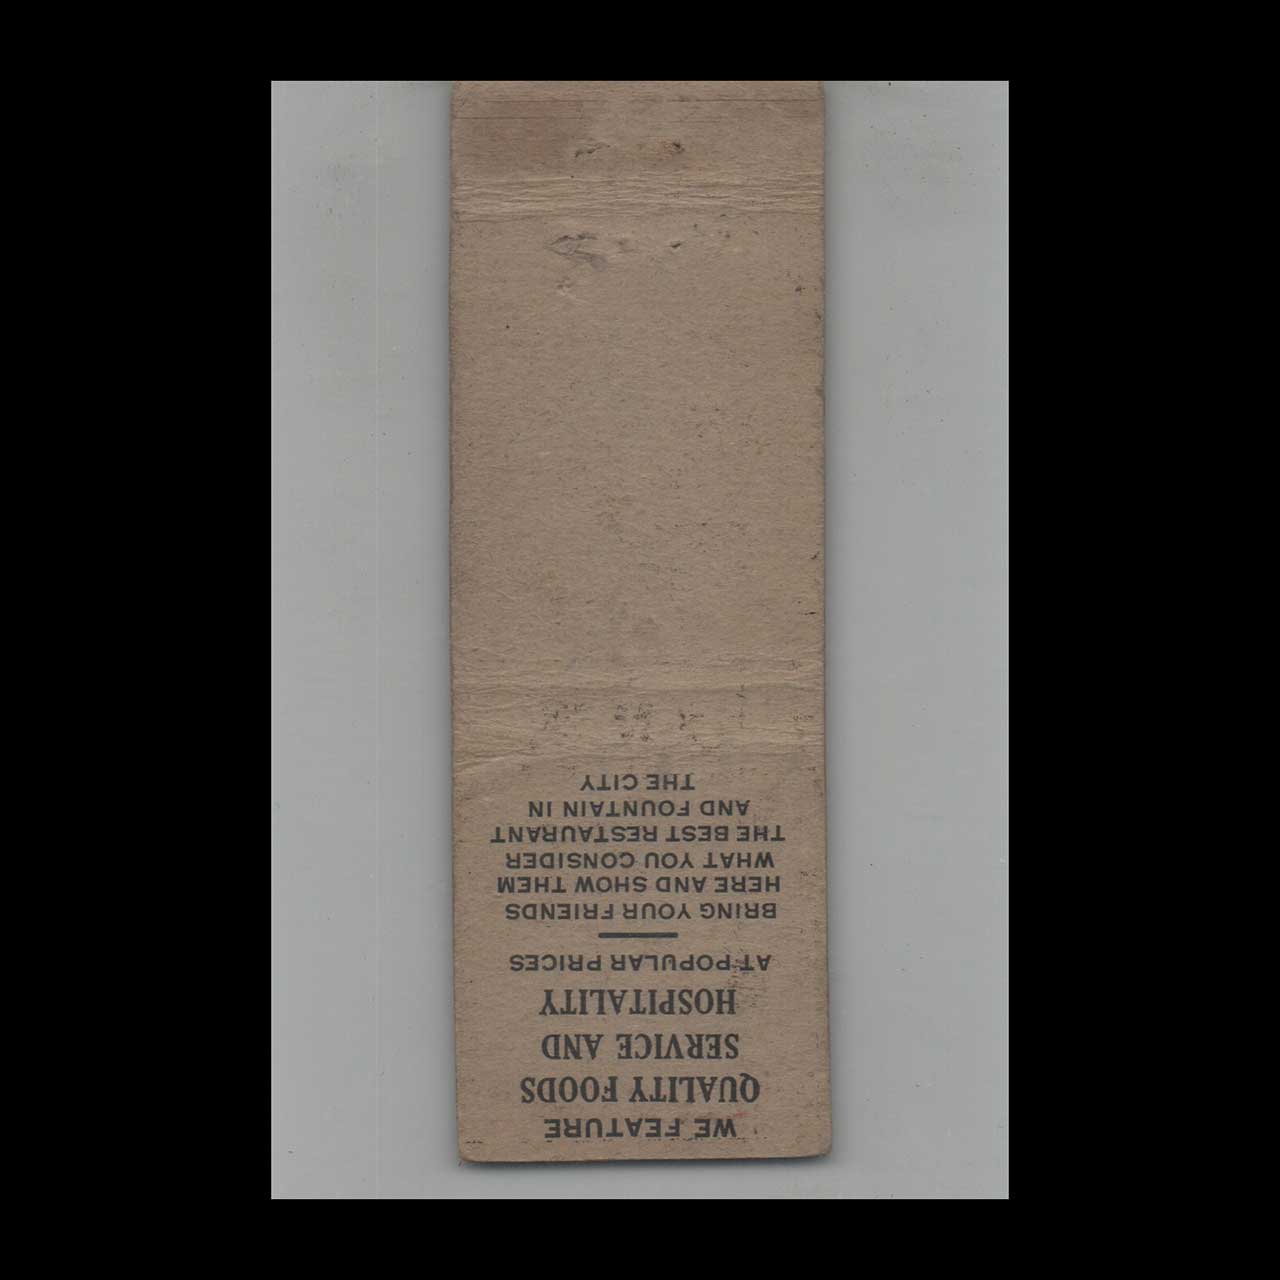 WE FEATURE
QUALITY FOODS
SERVICE AND
HOSPITALITY
AT POPULAR PRICES
BRING YOUR FRIENDS
HERE AND SHOW THEM
WHAT YOU CONSIDER
THE BEST RESTAURANT
AND FOUNTAIN IN
THE CITY